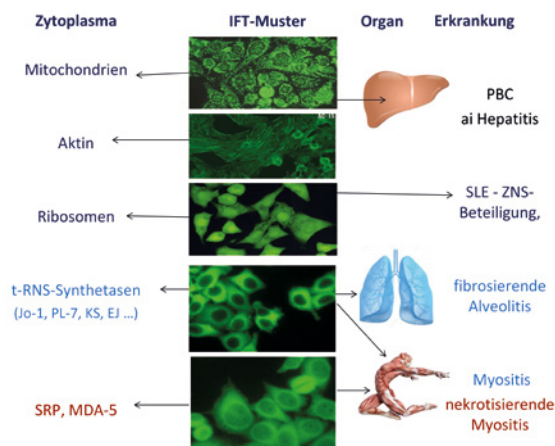 Zytoplasma IFT-Muster Organ Erkrankung
Mitochondrien
PBC
ai Hepatitis
Aktin
Ribosomen
SLE - ZNS-
Beteiligung,
t-RNS-Synthetasen
(Jo-1, PL-7, KS, EJ ...)
fibrosierende
Alveolitis
Myositis
SRP, MDA-5
nekrotisierende
Myositis